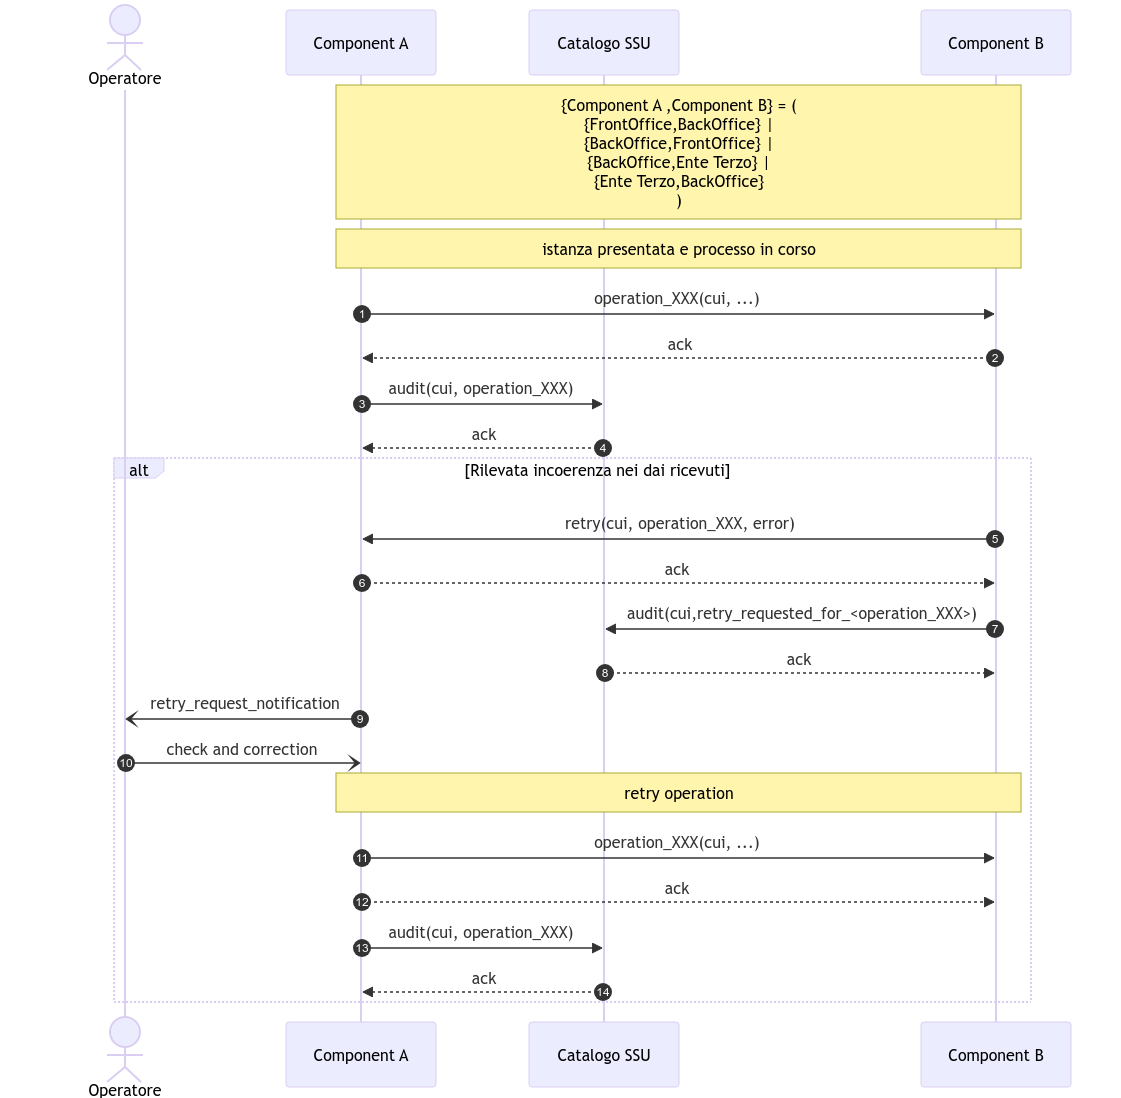 Operatore
Component A
Catalogo SSU
Component B
{Component A ,Component B} = (
{FrontOffice,BackOffice} |
{BackOffice,FrontOffice} |
{BackOffice,Ente Terzo} |
{Ente Terzo,BackOffice}
)
istanza presentata e processo in corso
operation_XXX(cui, ...)
1
ack
2
audit(cui, operation_XXX)
3
ack
4
alt
[Rilevata incoerenza nei dai ricevuti]
retry(cui, operation_XXX, error)
5
ack
6
audit(cui,retry_requested_for_<operation_XXX>)
7
ack
8
retry_request_notification
9
check and correction
10
retry operation
operation_XXX(cui, ...)
11
ack
12
audit(cui, operation_XXX)
13
ack
14
Operatore
Component A
Catalogo SSU
Component B